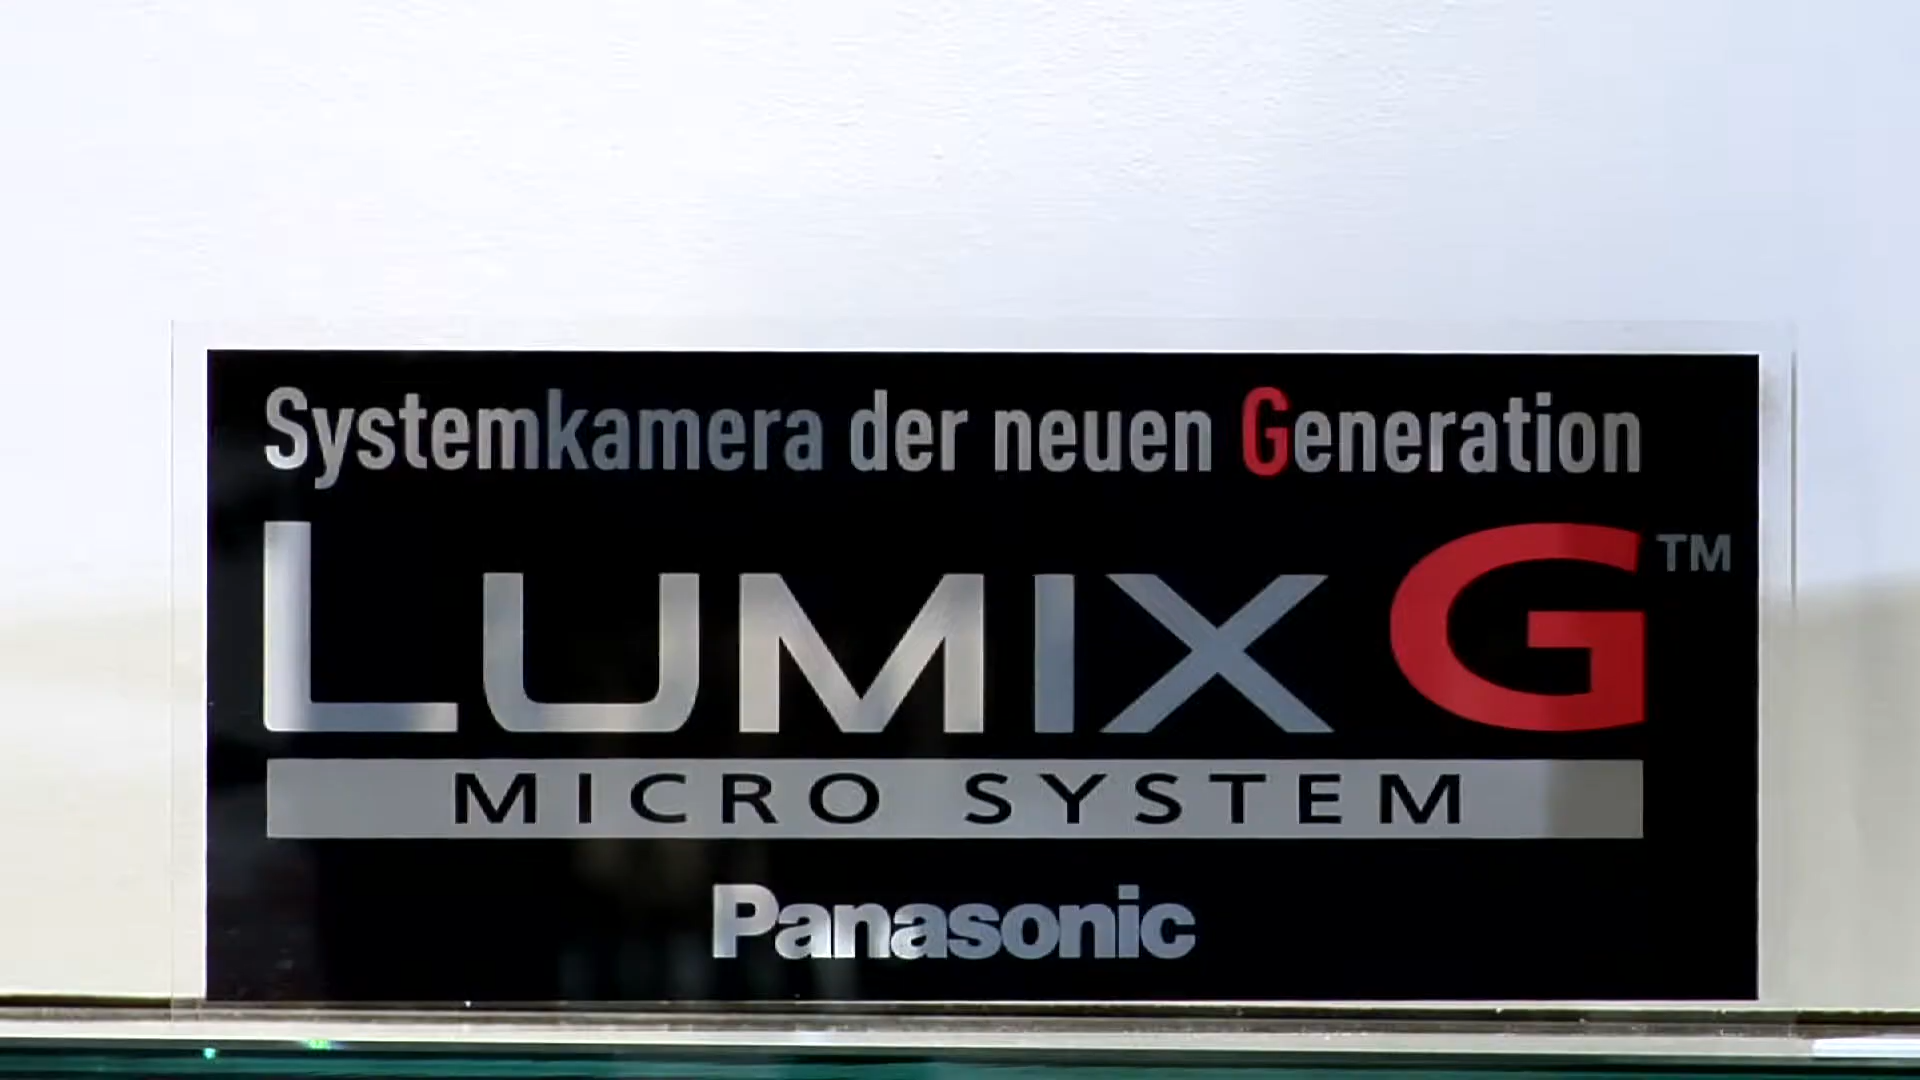 Systemkamera der neuen Generation
LUMIX G™
MICRO SYSTEM
Panasonic